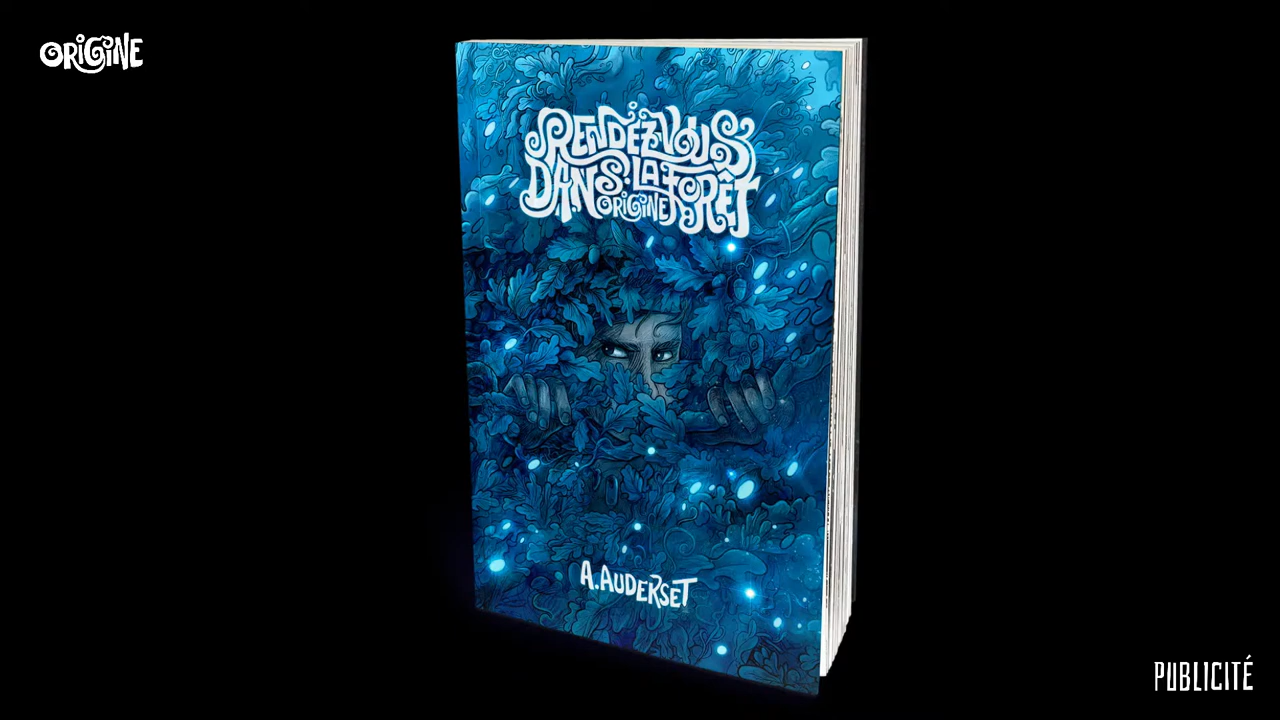 ORIGINE
RENDEZ-VOUS
DANS·LA FORÊT
ORIGINE
A. AUDERSET
PUBLICITÉ